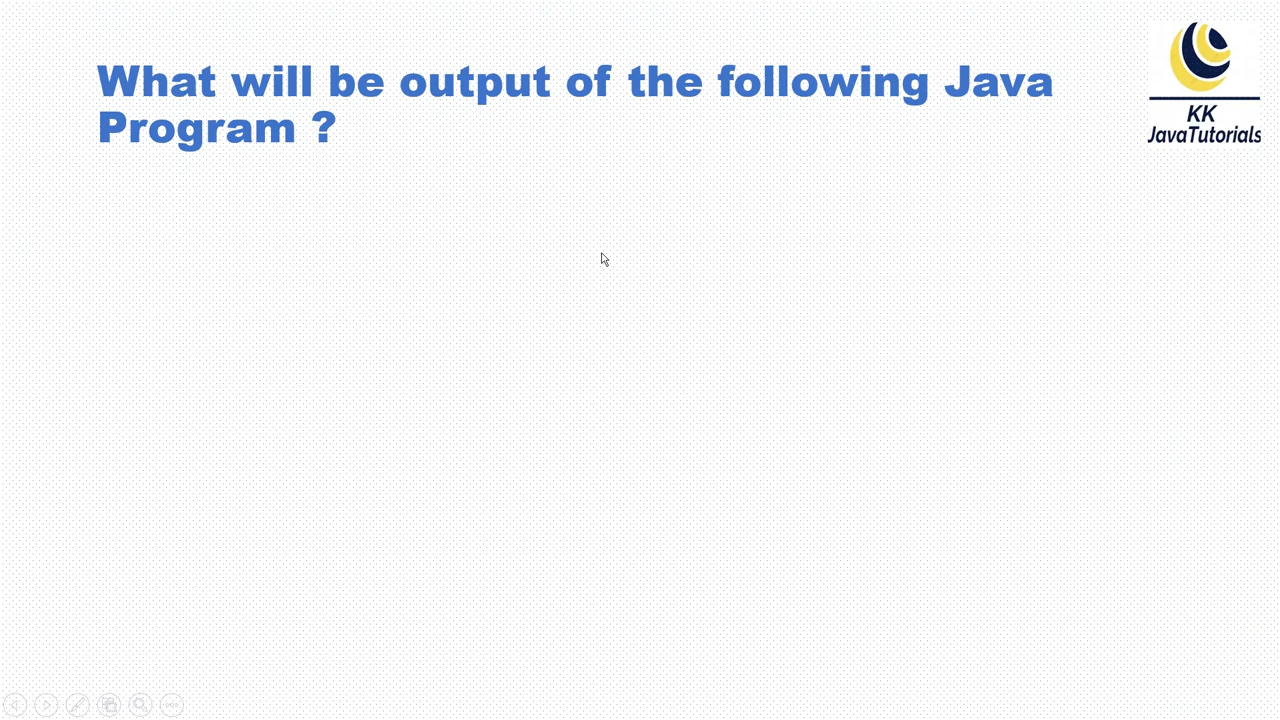 What will be output of the following Java
Program ?
KK
JavaTutorials